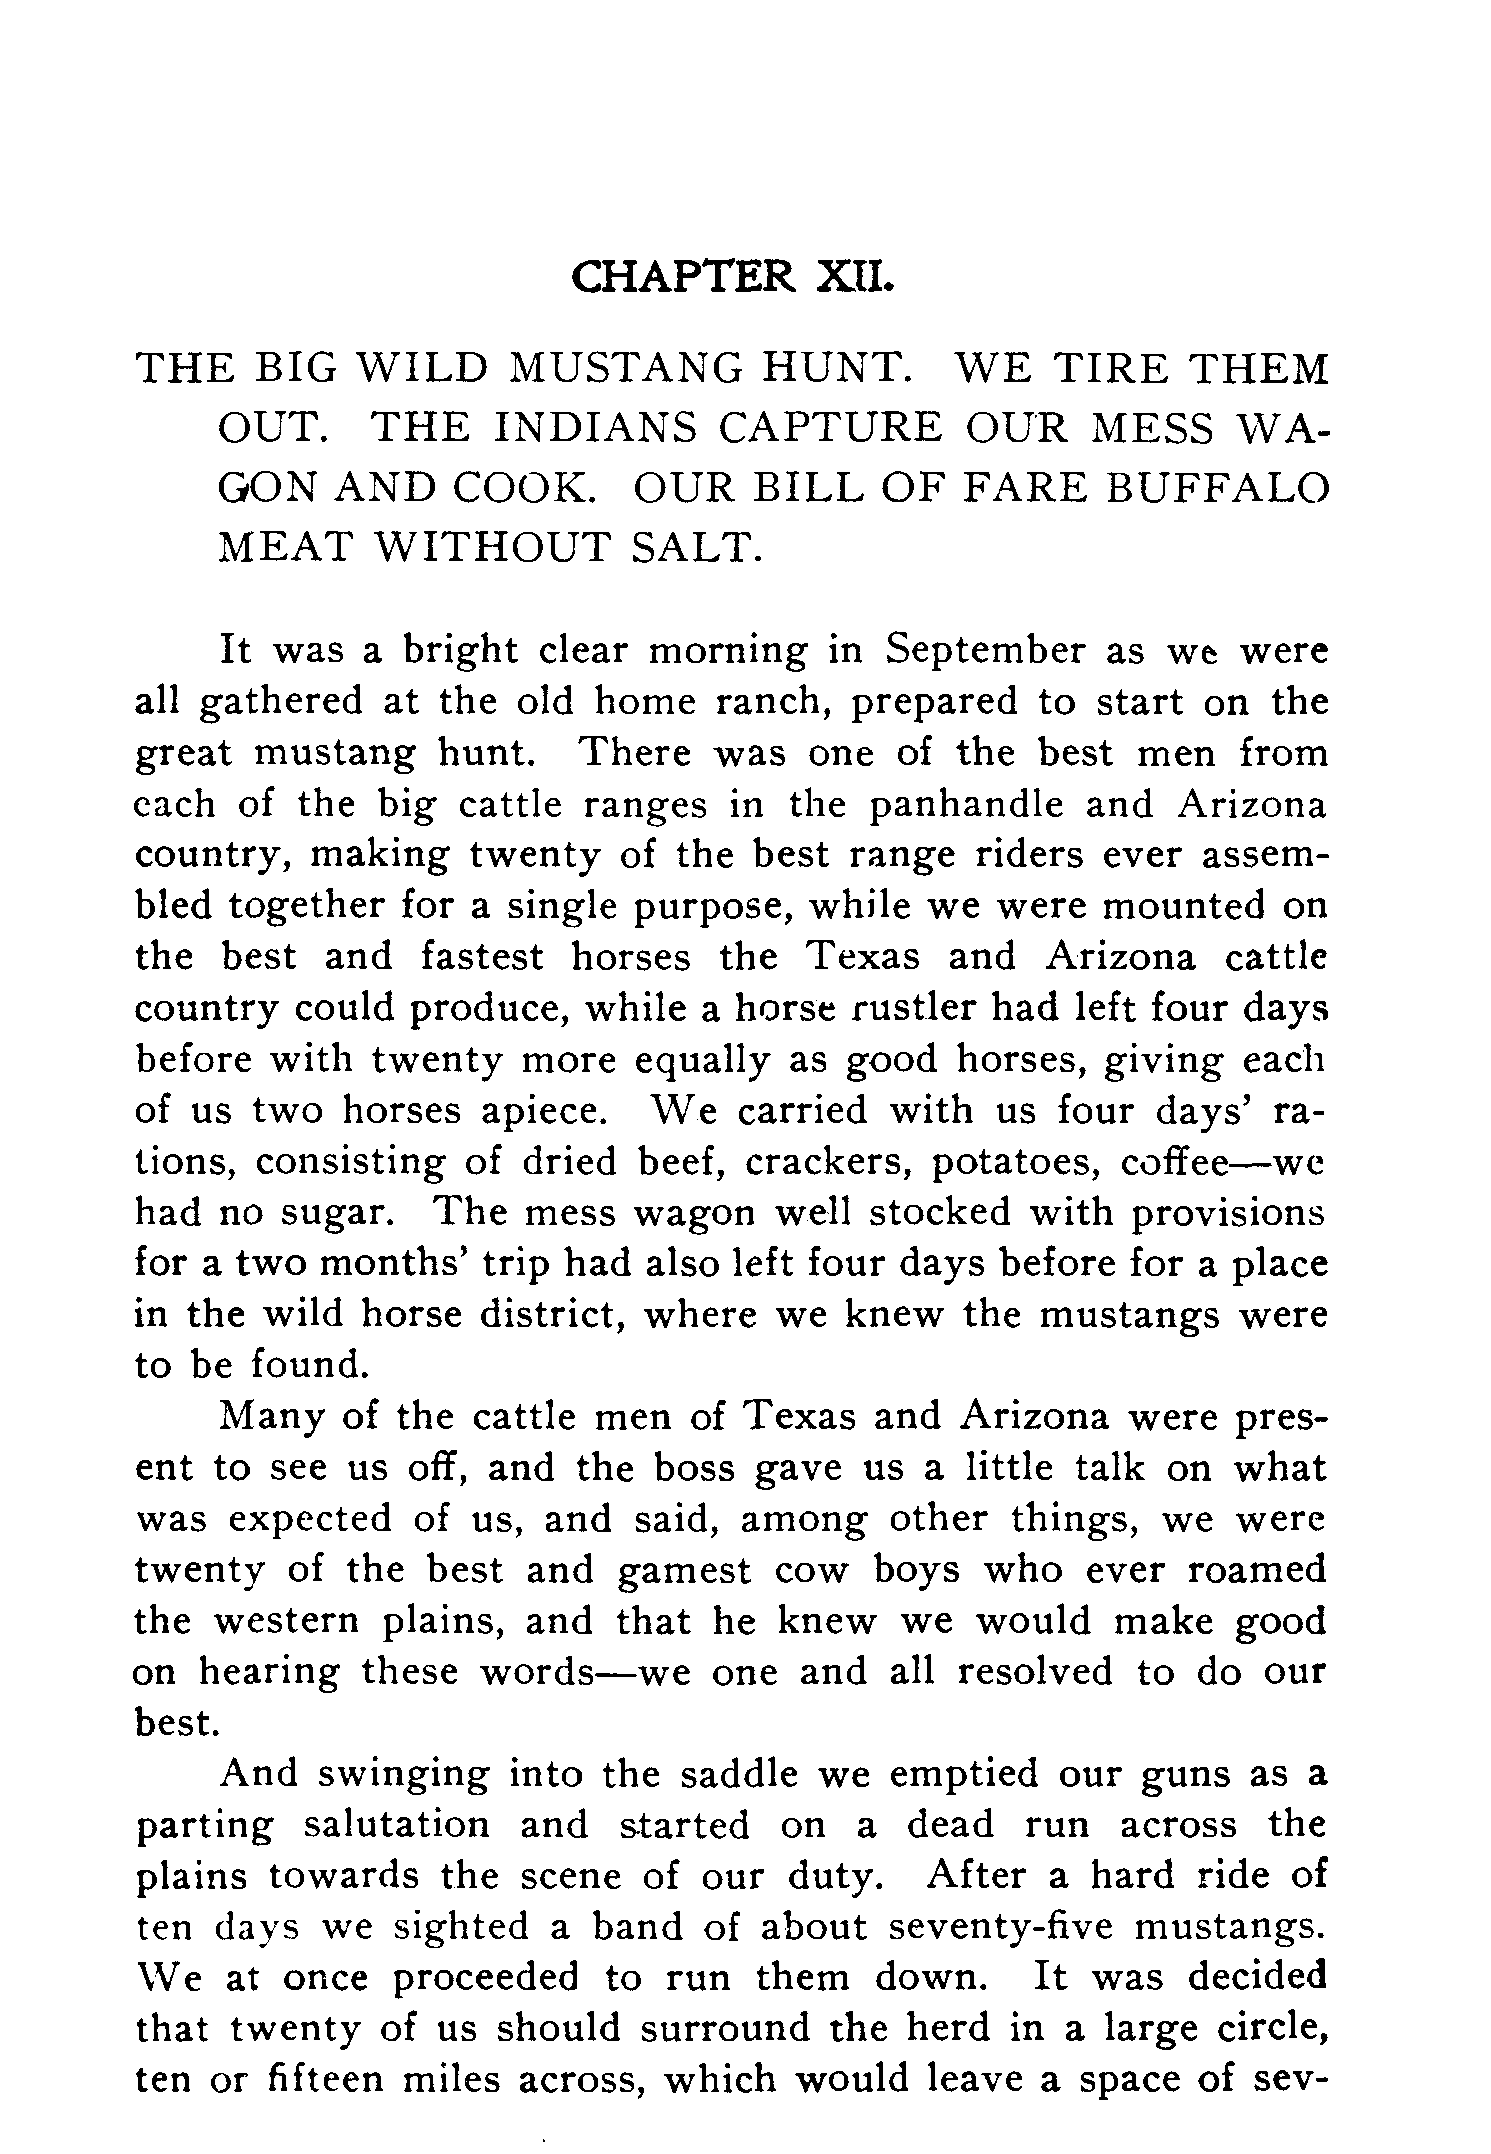 CHAPTER XII.
THE BIG WILD MUSTANG HUNT. WE TIRE THEM
OUT. THE INDIANS CAPTURE OUR MESS WA-
GON AND COOK. OUR BILL OF FARE BUFFALO
MEAT WITHOUT SALT.
It was a bright clear morning in September as we were
all gathered at the old home ranch, prepared to start on the
great mustang hunt. There was one of the best men from
each of the big cattle ranges in the panhandle and Arizona
country, making twenty of the best range riders ever assem-
bled together for a single purpose, while we were mounted on
the best and fastest horses the Texas and Arizona cattle
country could produce, while a horse rustler had left four days
before with twenty more equally as good horses, giving each
of us two horses apiece. We carried with us four days' ra-
tions, consisting of dried beef, crackers, potatoes, coffee—we
had no sugar. The mess wagon well stocked with provisions
for a two months' trip had also left four days before for a place
in the wild horse district, where we knew the mustangs were
to be found.
Many of the cattle men of Texas and Arizona were pres-
ent to see us off, and the boss gave us a little talk on what
was expected of us, and said, among other things, we were
twenty of the best and gamest cow boys who ever roamed
the western plains, and that he knew we would make good
on hearing these words—we one and all resolved to do our
best.
And swinging into the saddle we emptied our guns as a
parting salutation and started on a dead run across the
plains towards the scene of our duty. After a hard ride of
ten days we sighted a band of about seventy-five mustangs.
We at once proceeded to run them down. It was decided
that twenty of us should surround the herd in a large circle,
ten or fifteen miles across, which would leave a space of sev-